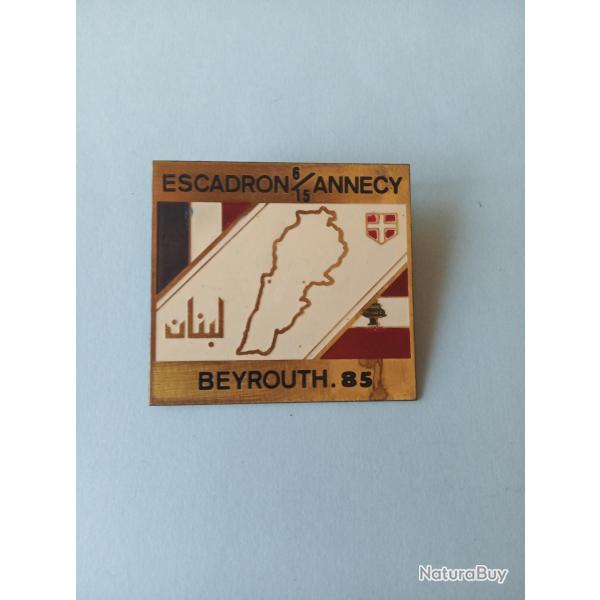 ESCADRON 6/15 ANNECY
لبنان
BEYROUTH.85
NaturaBuy